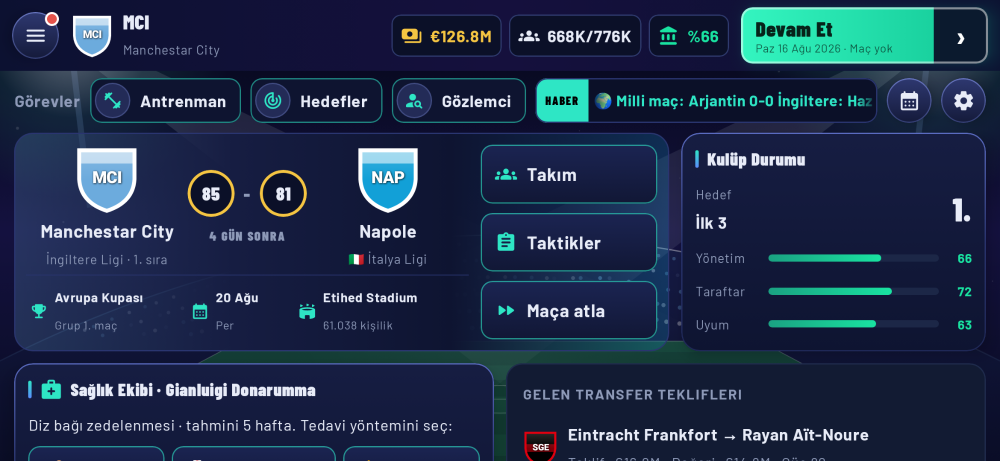 MCI
MCI
Manchestar City
€126.8M
668K/776K
%66
Devam Et
Paz 16 Ağu 2026 · Maç yok
Görevler
Antrenman
Hedefler
Gözlemci
HABER
Milli maç: Arjantin 0-0 İngiltere: Haz
MCI
85 - 81
NAP
4 GÜN SONRA
Manchestar City
Napole
İngiltere Ligi · 1. sıra
İtalya Ligi
Avrupa Kupası
Grup 1. maç
20 Ağu
Per
Etihed Stadium
61.038 kişilik
Takım
Taktikler
Maça atla
Kulüp Durumu
Hedef
İlk 3
1.
Yönetim 66
Taraftar 72
Uyum 63
Sağlık Ekibi · Gianluigi Donarumma
Diz bağı zedelenmesi · tahmini 5 hafta. Tedavi yöntemini seç:
GELEN TRANSFER TEKLİFLERİ
SGE
Eintracht Frankfort → Rayan Aït-Noure